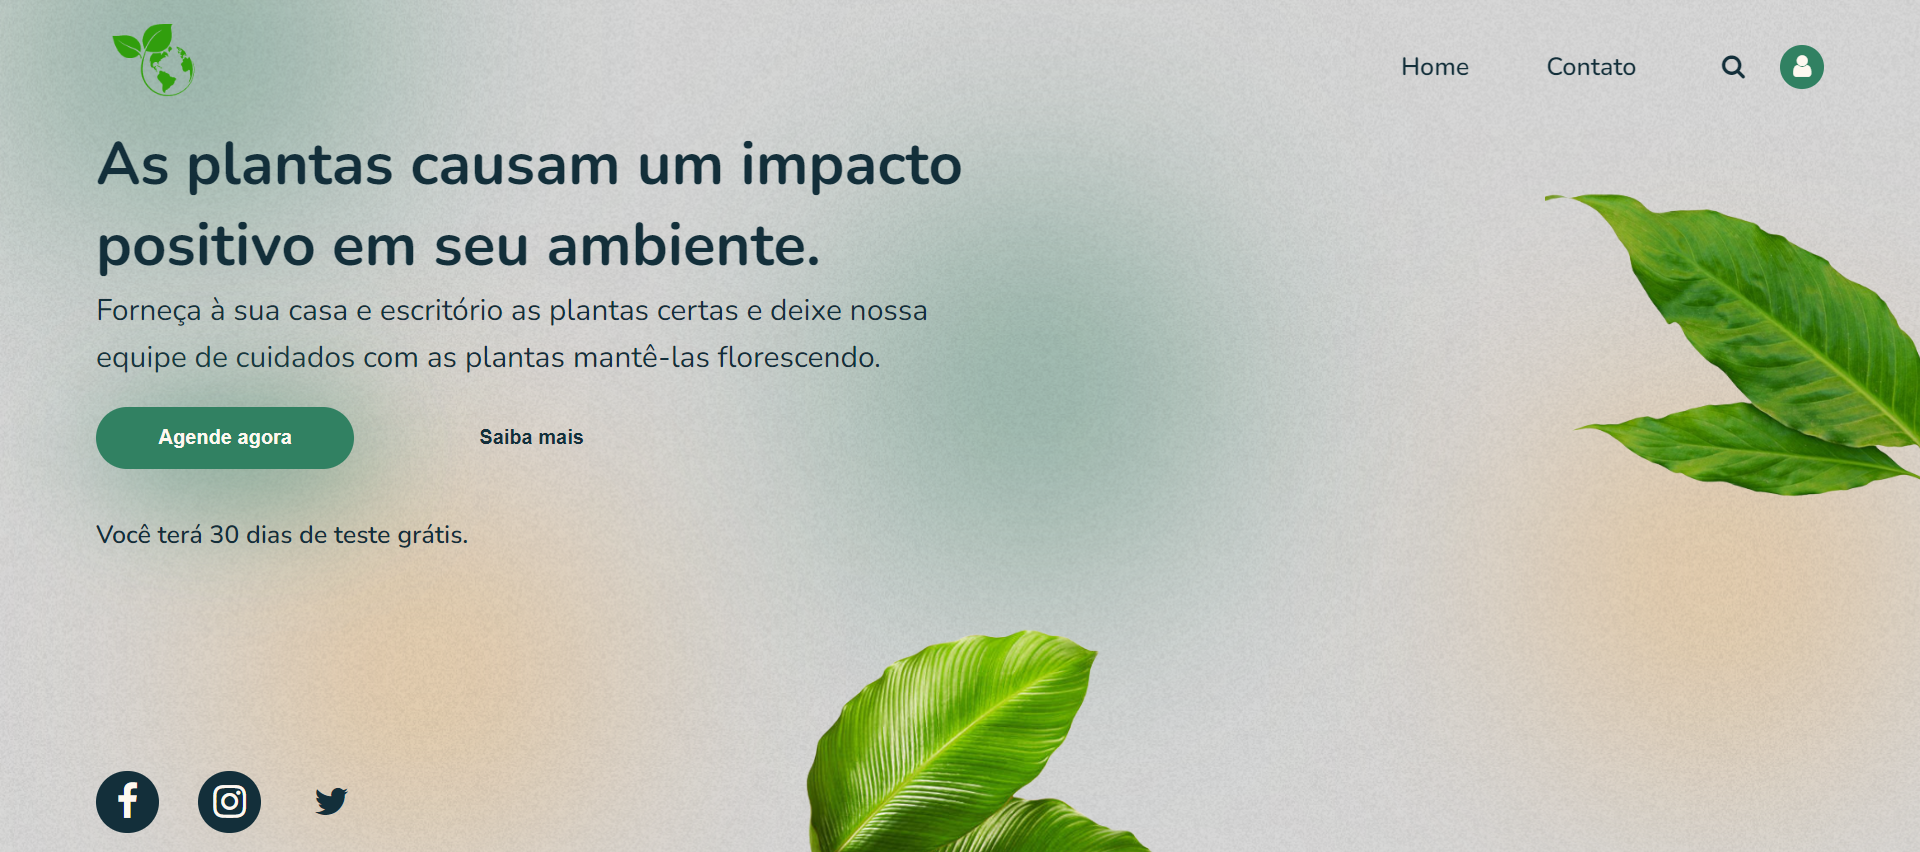 Home
Contato
As plantas causam um impacto
positivo em seu ambiente.
Forneça à sua casa e escritório as plantas certas e deixe nossa
equipe de cuidados com as plantas mantê-las florescendo.
Agende agora
Saiba mais
Você terá 30 dias de teste grátis.